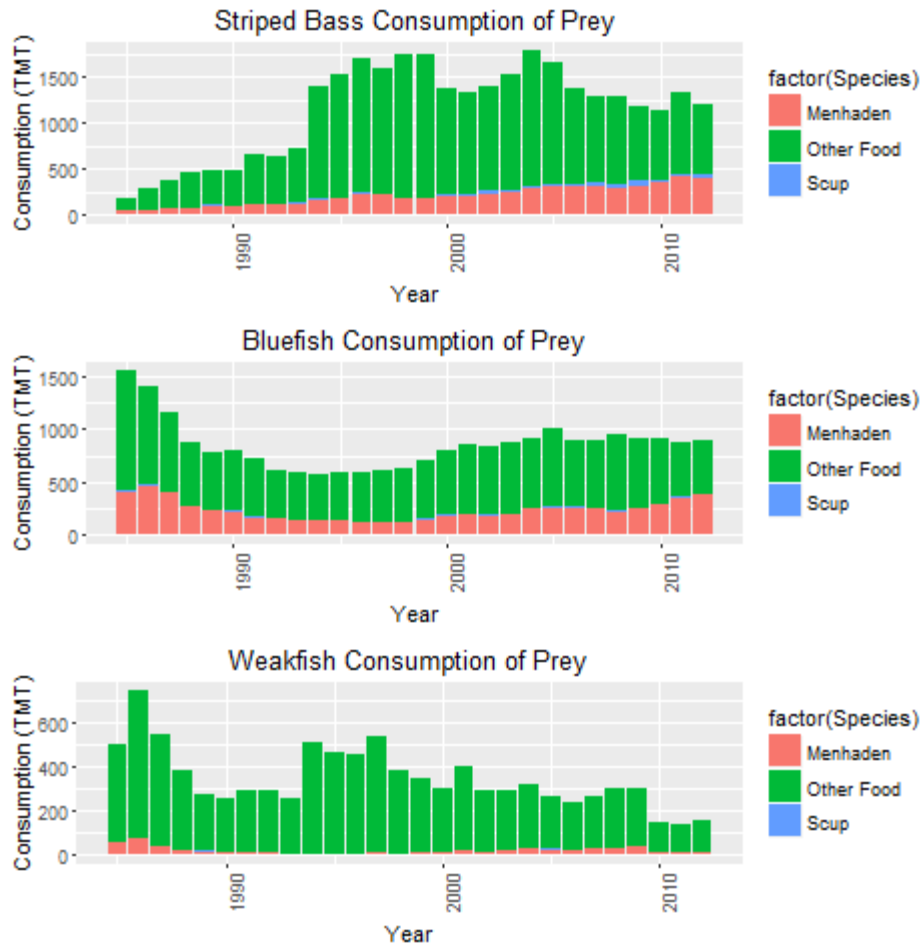 Striped Bass Consumption of Prey
Consumption (TMT)
1500
1000
500
0
1990
2000
2010
Year
factor(Species)
Menhaden
Other Food
Scup
Bluefish Consumption of Prey
Consumption (TMT)
1500
1000
500
0
1990
2000
2010
Year
factor(Species)
Menhaden
Other Food
Scup
Weakfish Consumption of Prey
Consumption (TMT)
600
400
200
0
1990
2000
2010
Year
factor(Species)
Menhaden
Other Food
Scup